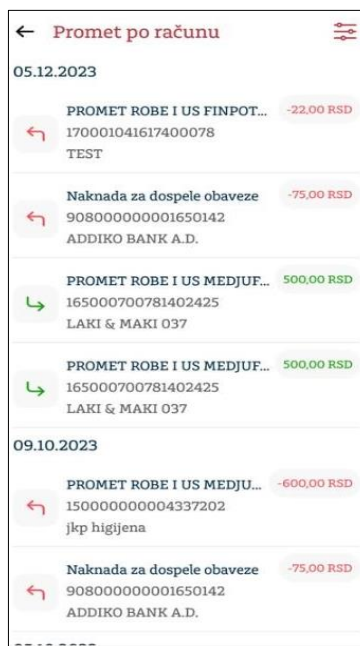 Promet po računu
05.12.2023
PROMET ROBE I US FINPOT... -22,00 RSD
170001041617400078
TEST
Naknada za dospele obaveze -75,00 RSD
908000000001650142
ADDIKO BANK A.D.
PROMET ROBE I US MEDJUF... 500,00 RSD
165000700781402425
LAKI & MAKI 037
PROMET ROBE I US MEDJUF... 500,00 RSD
165000700781402425
LAKI & MAKI 037
09.10.2023
PROMET ROBE I US MEDJU... -600,00 RSD
150000000004337202
jkp higijena
Naknada za dospele obaveze -75,00 RSD
908000000001650142
ADDIKO BANK A.D.